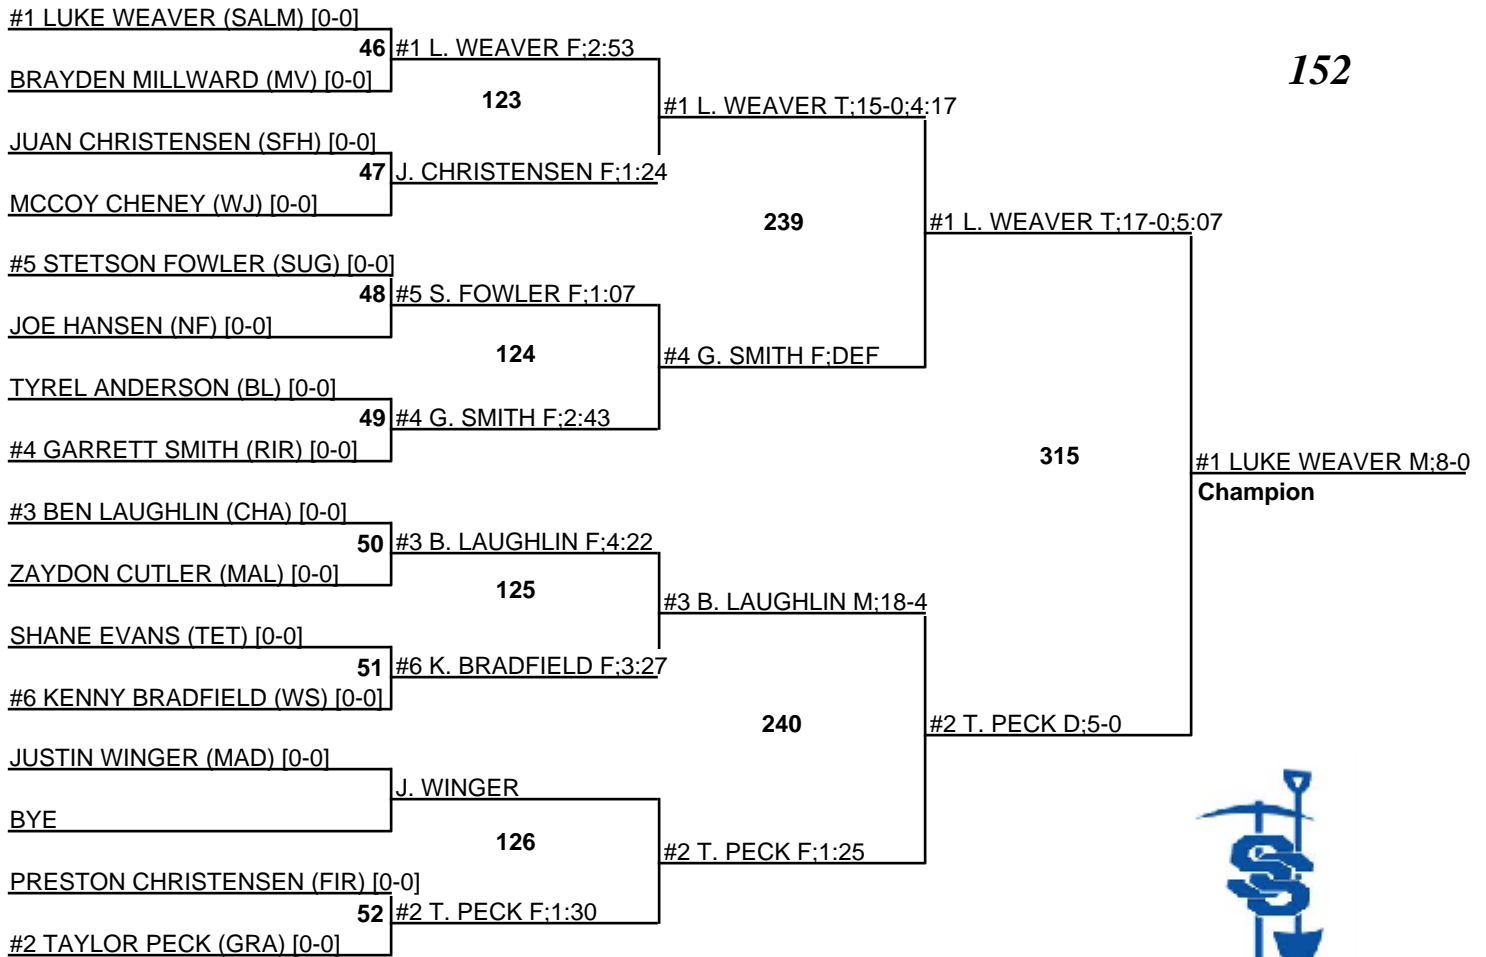 #1 LUKE WEAVER (SALM) [0-0]
46 #1 L. WEAVER F;2:53
BRAYDEN MILLWARD (MV) [0-0]
152
123
#1 L. WEAVER T;15-0;4:17
JUAN CHRISTENSEN (SFH) [0-0]
47 J. CHRISTENSEN F;1:24
MCCOY CHENEY (WJ) [0-0]
239
#1 L. WEAVER T;17-0;5:07
#5 STETSON FOWLER (SUG) [0-0]
48 #5 S. FOWLER F;1:07
JOE HANSEN (NF) [0-0]
124
#4 G. SMITH F;DEF
TYREL ANDERSON (BL) [0-0]
49 #4 G. SMITH F;2:43
#4 GARRETT SMITH (RIR) [0-0]
315
#1 LUKE WEAVER M;8-0
Champion
#3 BEN LAUGHLIN (CHA) [0-0]
50 #3 B. LAUGHLIN F;4:22
ZAYDON CUTLER (MAL) [0-0]
125
#3 B. LAUGHLIN M;18-4
SHANE EVANS (TET) [0-0]
51 #6 K. BRADFIELD F;3:27
#6 KENNY BRADFIELD (WS) [0-0]
240
#2 T. PECK D;5-0
JUSTIN WINGER (MAD) [0-0]
J. WINGER
BYE
126
#2 T. PECK F;1:25
PRESTON CHRISTENSEN (FIR) [0-0]
52 #2 T. PECK F;1:30
#2 TAYLOR PECK (GRA) [0-0]
SS